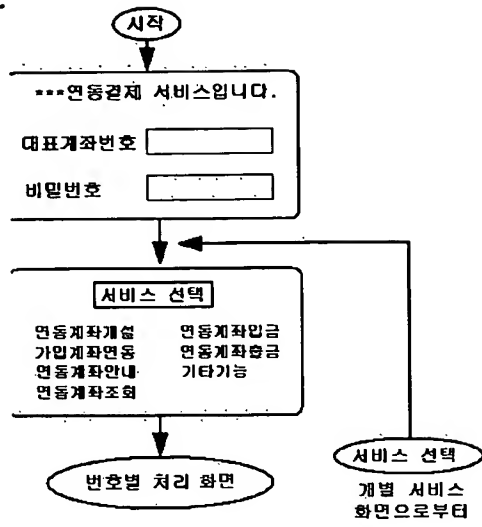 시작
***연동결제 서비스입니다.
대표계좌번호
비밀번호
서비스 선택
연동계좌개설 연동계좌입금
가입계좌연동 연동계좌출금
연동계좌안내 기타기능
연동계좌조회
번호별 처리 화면
서비스 선택
개별 서비스
화면으로부터